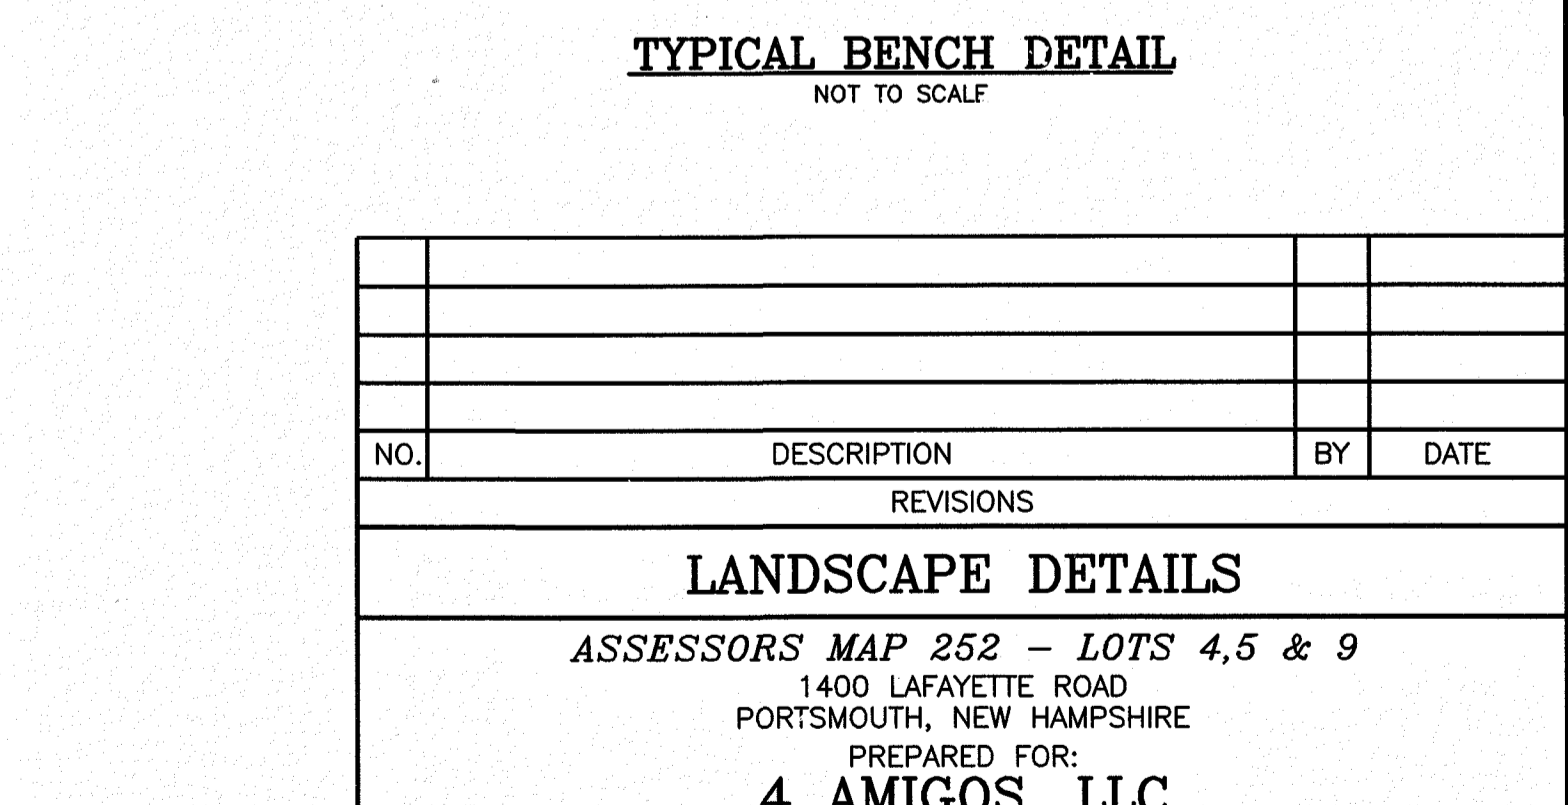 TYPICAL BENCH DETAIL
NOT TO SCALE
NO. DESCRIPTION BY DATE
REVISIONS
LANDSCAPE DETAILS
ASSESSORS MAP 252 – LOTS 4,5 & 9
1400 LAFAYETTE ROAD
PORTSMOUTH, NEW HAMPSHIRE
PREPARED FOR:
4 AMIGOS, LLC